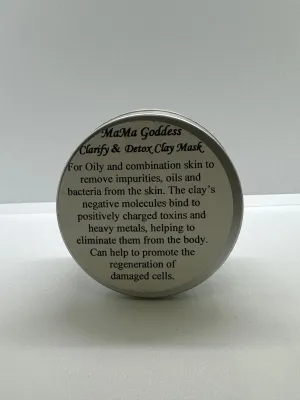 MaMa Goddess
Clarify & Detox Clay Mask
For Oily and combination skin to
remove impurities, oils and
bacteria from the skin. The clay's
negative molecules bind to
positively charged toxins and
heavy metals, helping to
eliminate them from the body.
Can help to promote the
regeneration of
damaged cells.